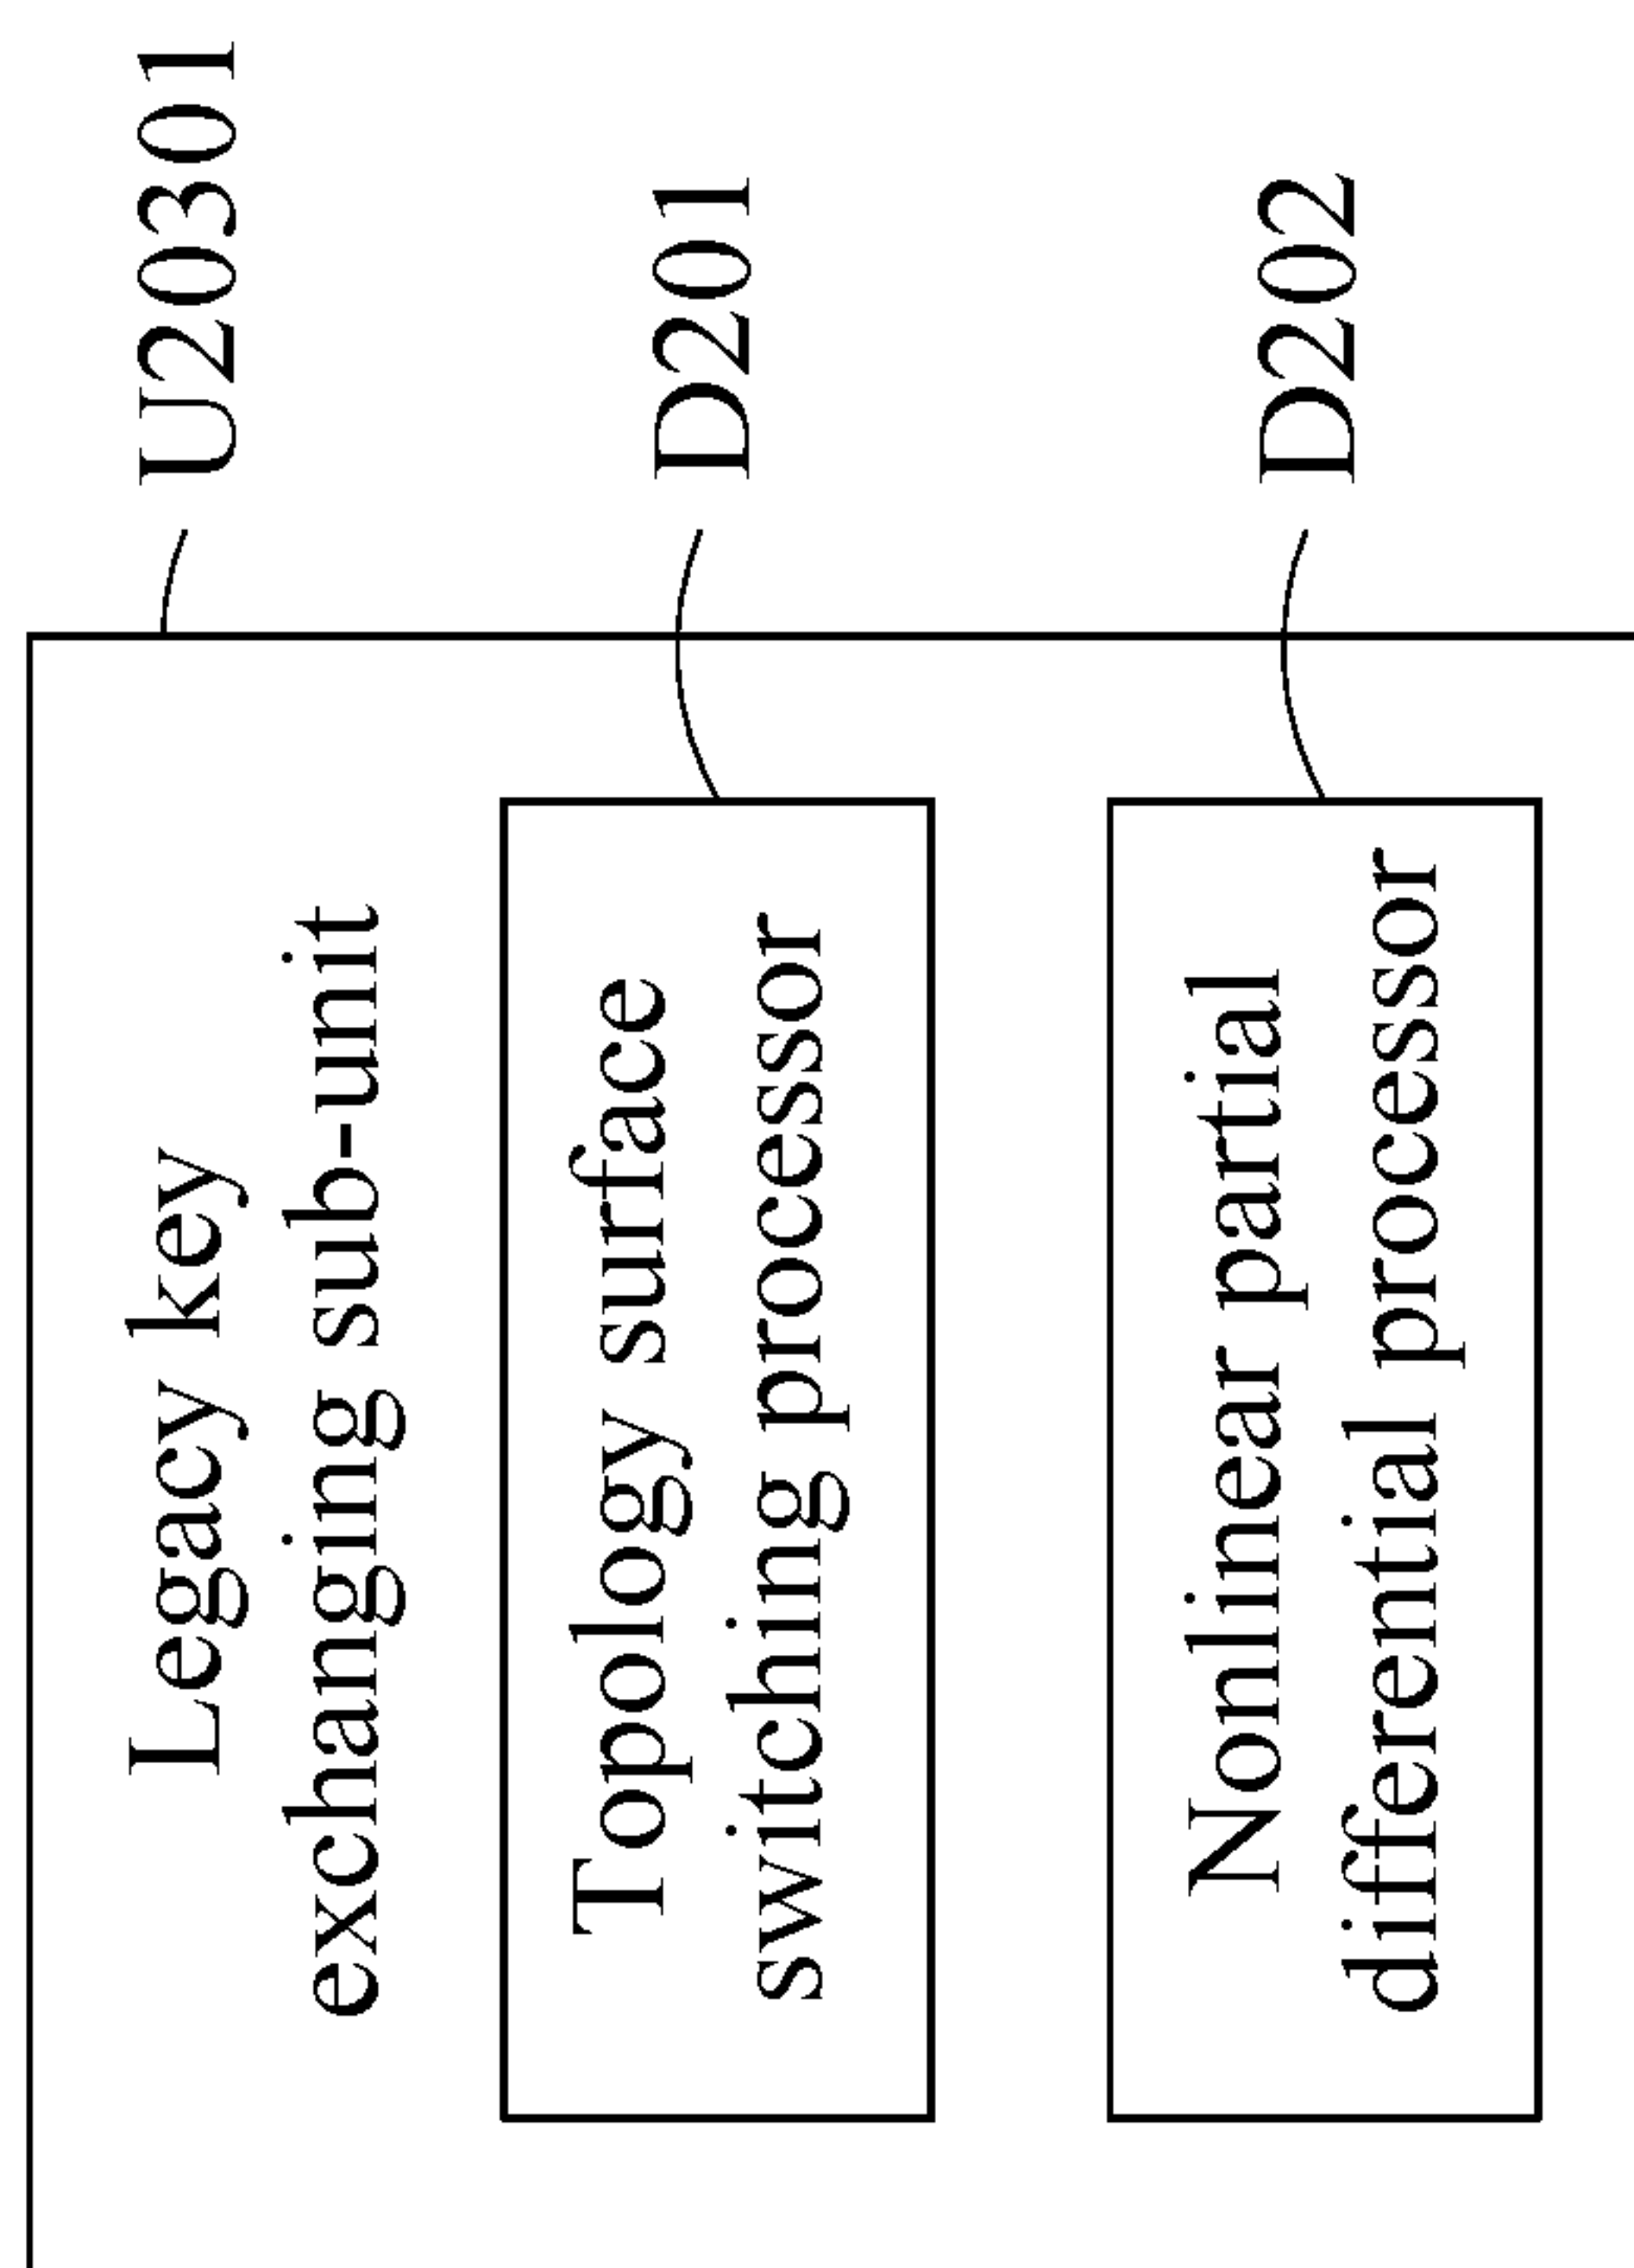 Legacy key
exchanging sub-unit
U20301
Topology surface
switching processor
D201
Nonlinear partial
differential processor
D202